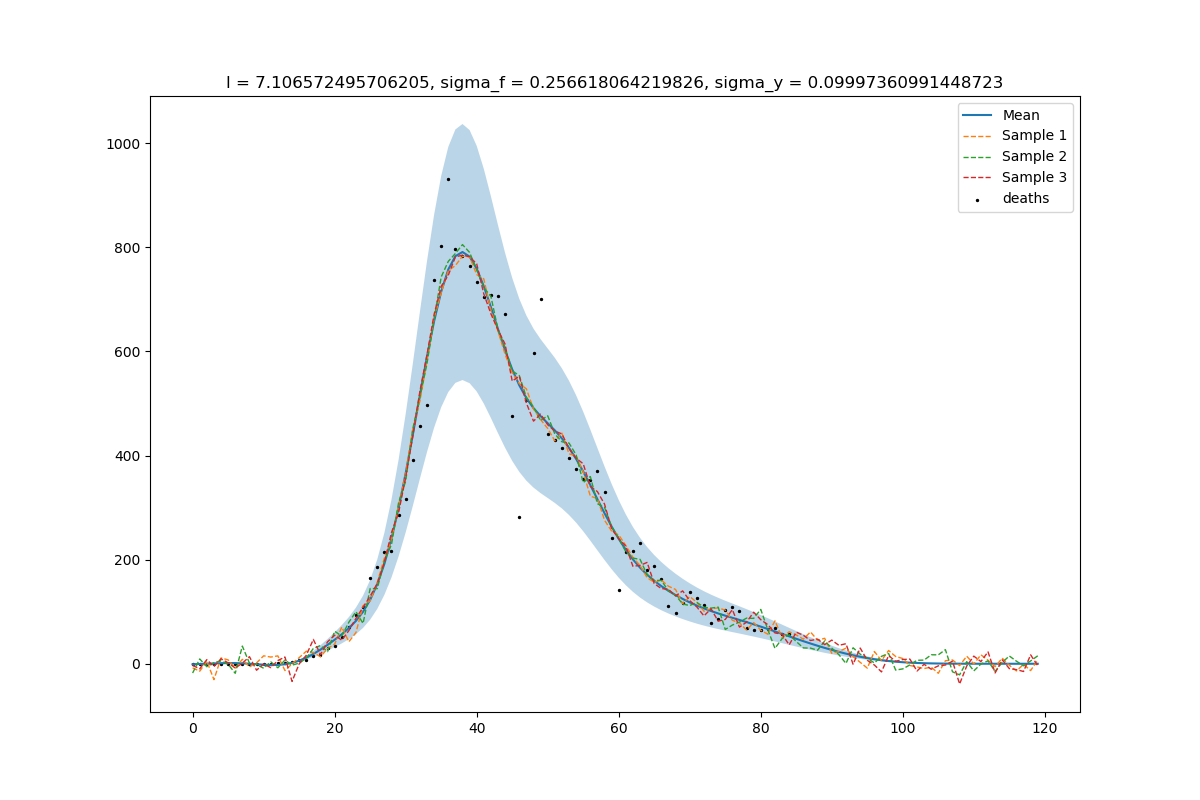 l = 7.106572495706205, sigma_f = 0.256618064219826, sigma_y = 0.09997360991448723
Mean
Sample 1
Sample 2
Sample 3
deaths
1000
800
600
400
200
0
0 20 40 60 80 100 120